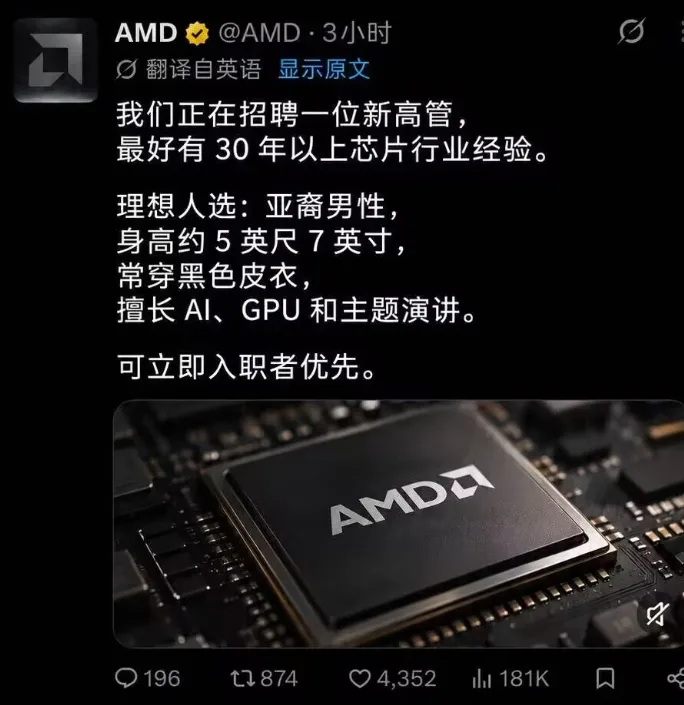 AMD @AMD · 3小时
翻译自英语 显示原文
我们正在招聘一位新高管，
最好有 30 年以上芯片行业经验。
理想人选：亚裔男性，
身高约 5 英尺 7 英寸，
常穿黑色皮衣，
擅长 AI、GPU 和主题演讲。
可立即入职者优先。
AMD
196 874 4,352 181K